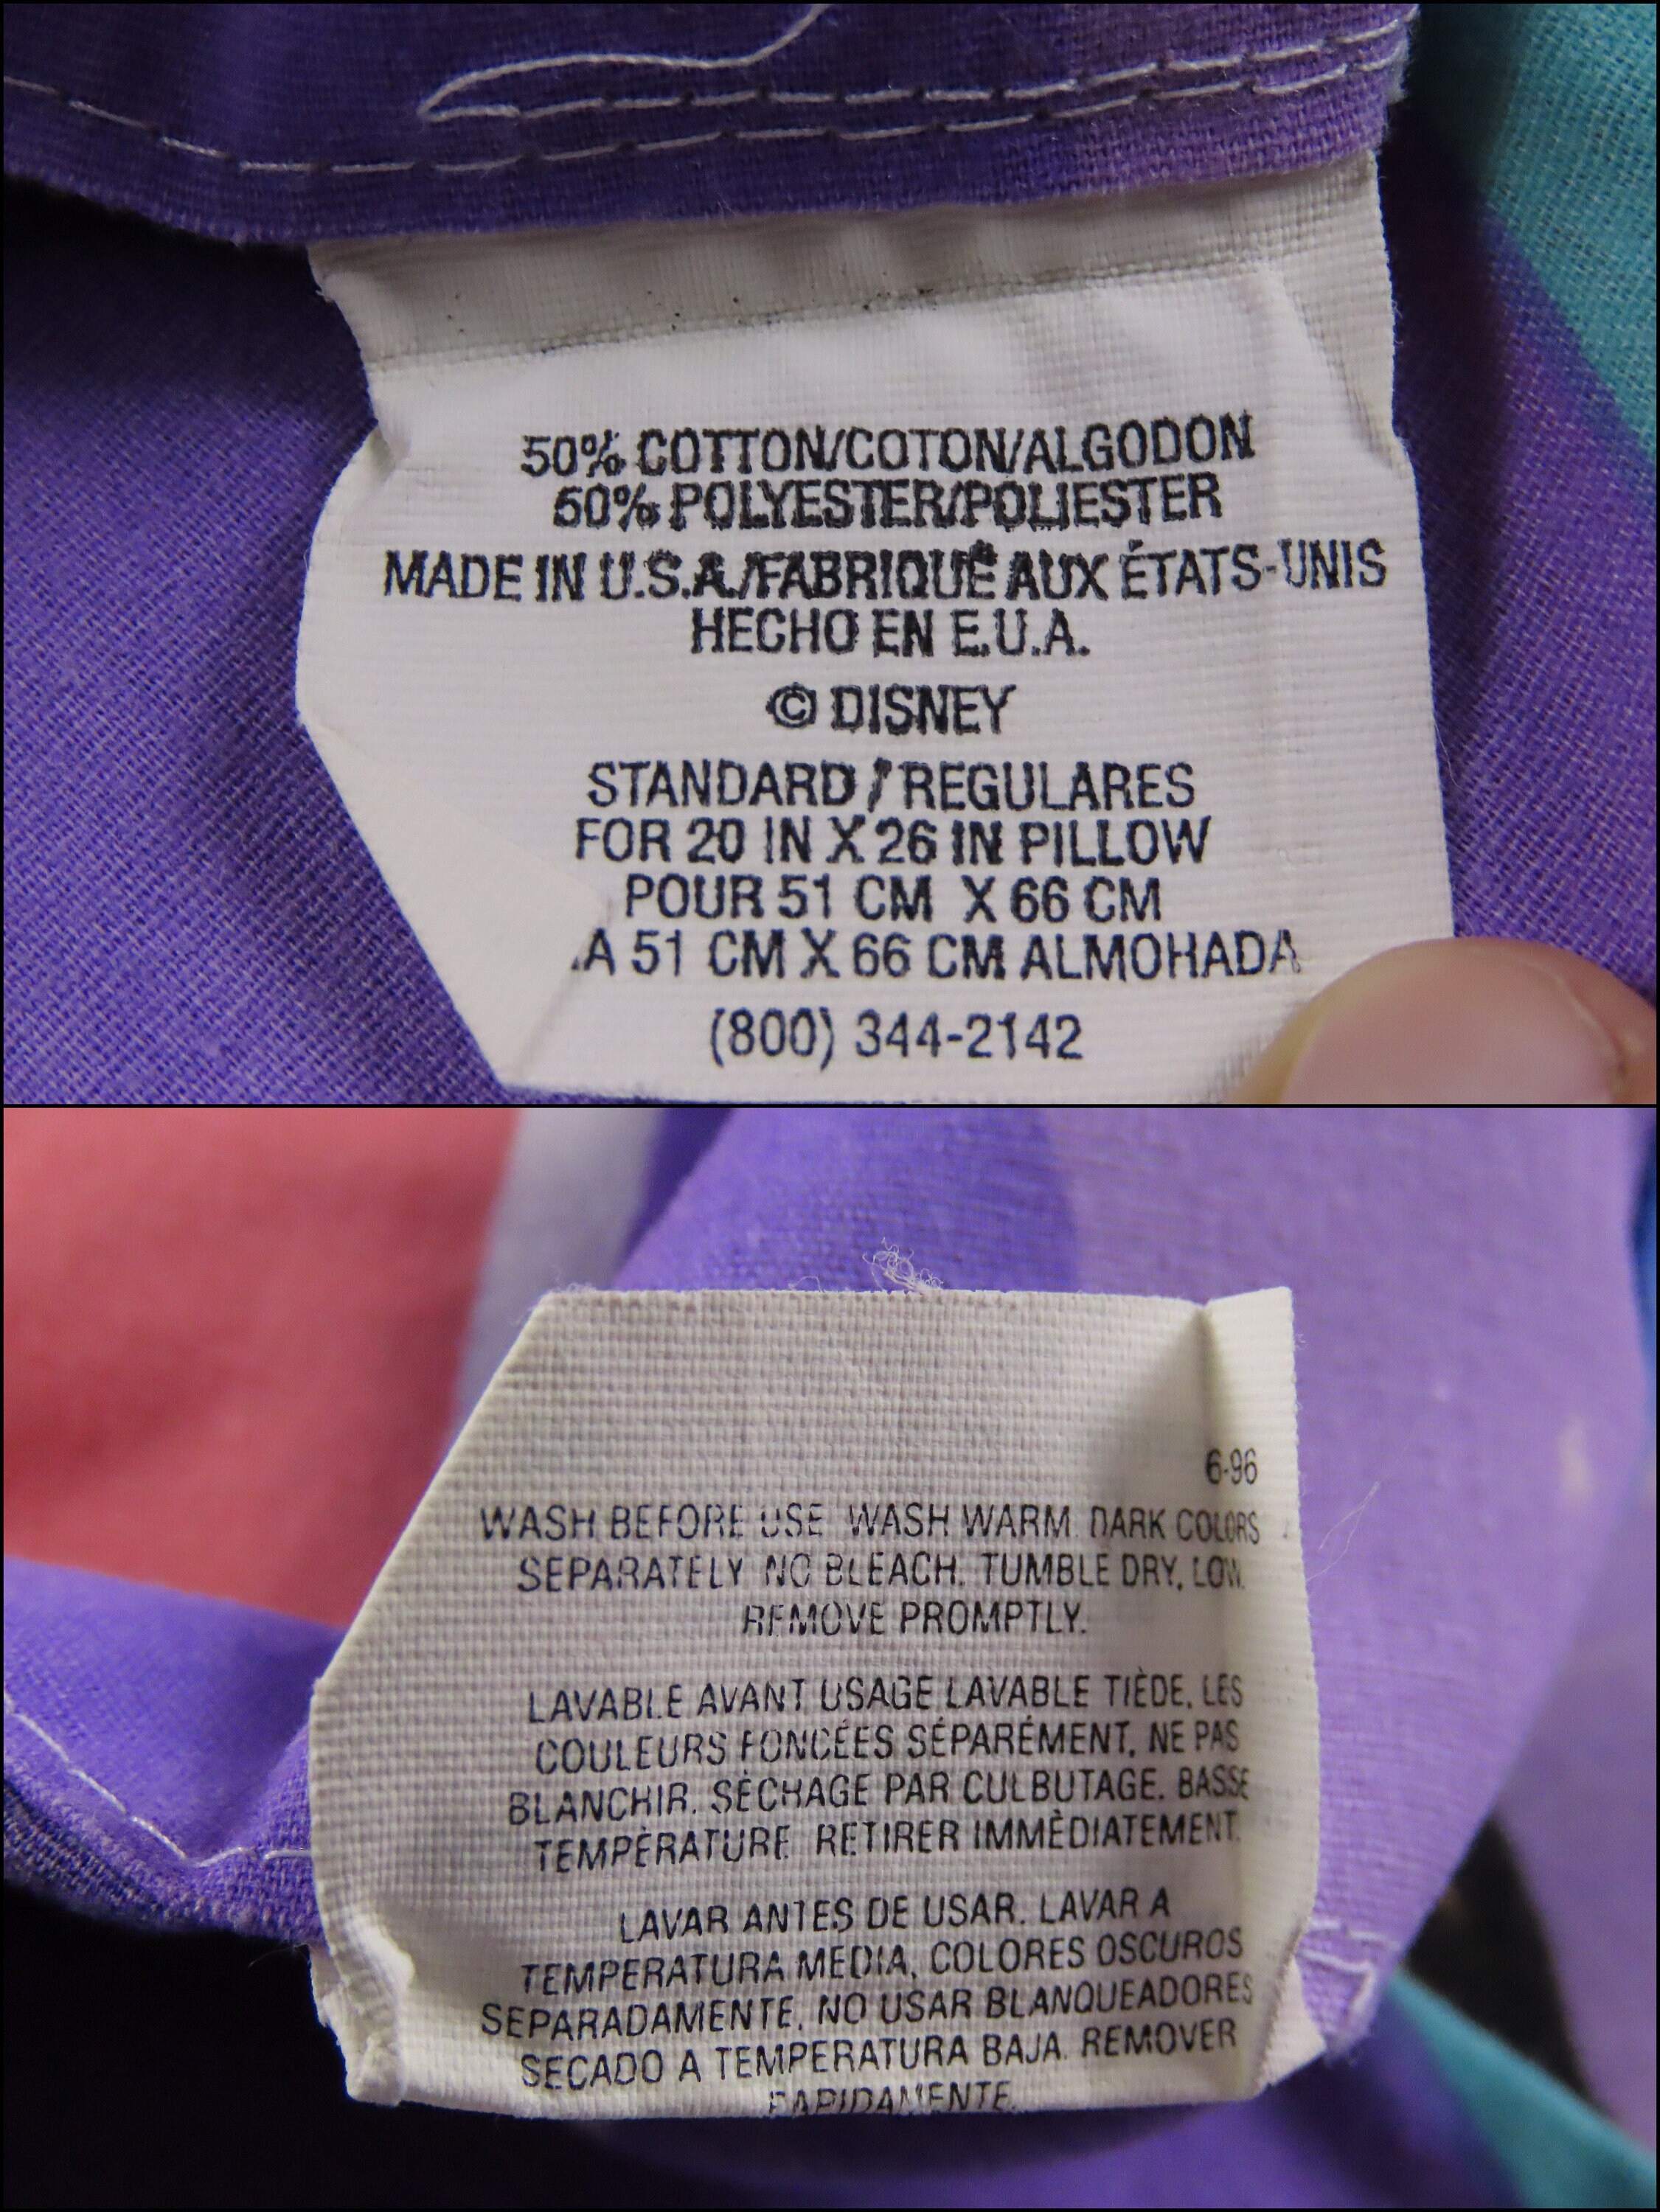 50% COTTON/COTON/ALGODON
50% POLYESTER/POLIESTER
MADE IN U.S.A./FABRIQUÉ AUX ÉTATS-UNIS
HECHO EN E.U.A.
© DISNEY
STANDARD / REGULARES
FOR 20 IN X 26 IN PILLOW
POUR 51 CM X 66 CM
A 51 CM X 66 CM ALMOHADA
(800) 344-2142
6-96
WASH BEFORE USE WASH WARM. DARK COLORS
SEPARATELY NO BLEACH. TUMBLE DRY, LOW.
REMOVE PROMPTLY.
LAVABLE AVANT USAGE LAVABLE TIÈDE, LES
COULEURS FONCÉES SÉPARÉMENT, NE PAS
BLANCHIR. SÉCHAGE PAR CULBUTAGE. BASSE
TEMPÉRATURE RETIRER IMMÉDIATEMENT.
LAVAR ANTES DE USAR. LAVAR A
TEMPERATURA MEDIA, COLORES OSCUROS
SEPARADAMENTE, NO USAR BLANQUEADORES
SECADO A TEMPERATURA BAJA. REMOVER
RAPIDAMENTE.